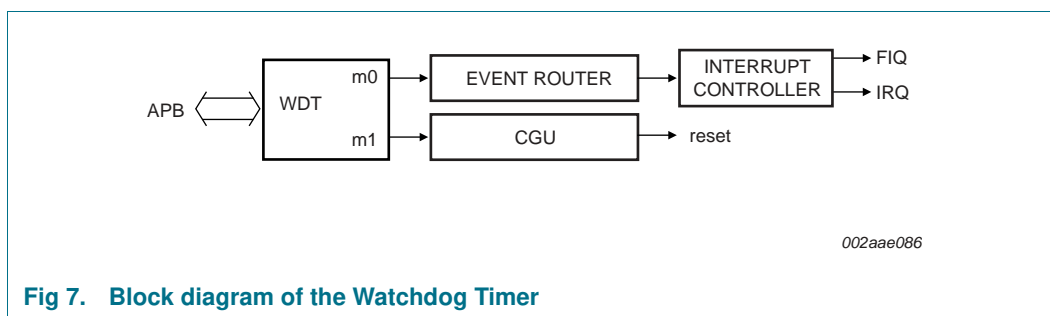 APB
WDT
m0
m1
EVENT ROUTER
CGU
INTERRUPT
CONTROLLER
FIQ
IRQ
reset
002aae086
Fig 7. Block diagram of the Watchdog Timer